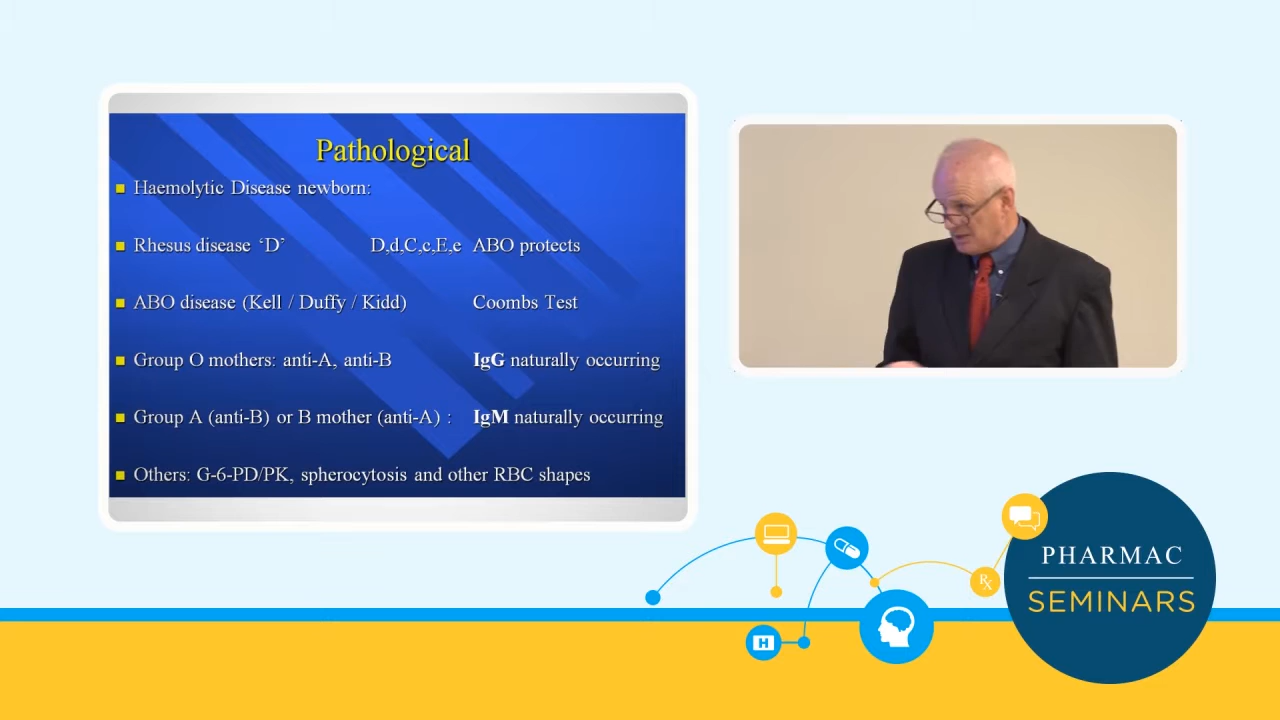 Pathological
Haemolytic Disease newborn:
Rhesus disease ‘D’ D,d,C,c,E,e ABO protects
ABO disease (Kell / Duffy / Kidd) Coombs Test
Group O mothers: anti-A, anti-B IgG naturally occurring
Group A (anti-B) or B mother (anti-A) : IgM naturally occurring
Others: G-6-PD/PK, spherocytosis and other RBC shapes
PHARMAC
SEMINARS
Rx
H